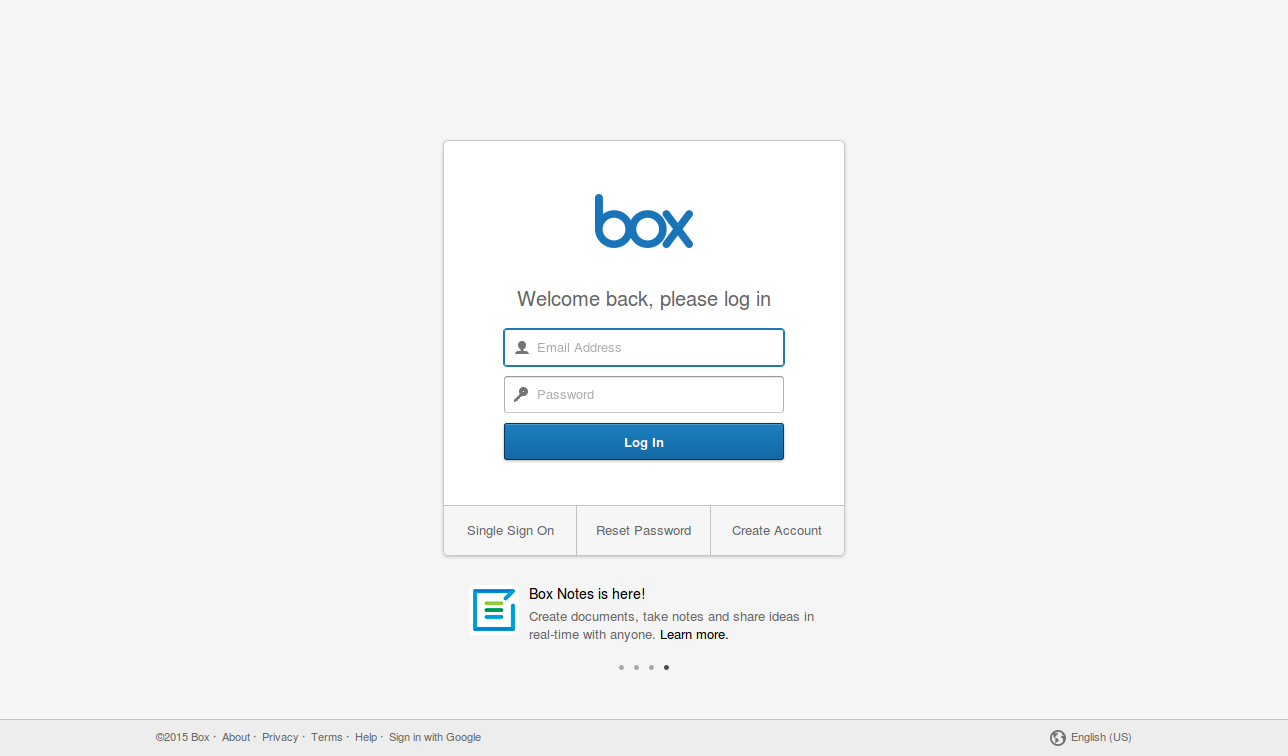 box
Welcome back, please log in
Email Address
Password
Log In
Single Sign On
Reset Password
Create Account
Box Notes is here!
Create documents, take notes and share ideas in
real-time with anyone. Learn more.
©2015 Box · About · Privacy · Terms · Help · Sign in with Google
English (US)